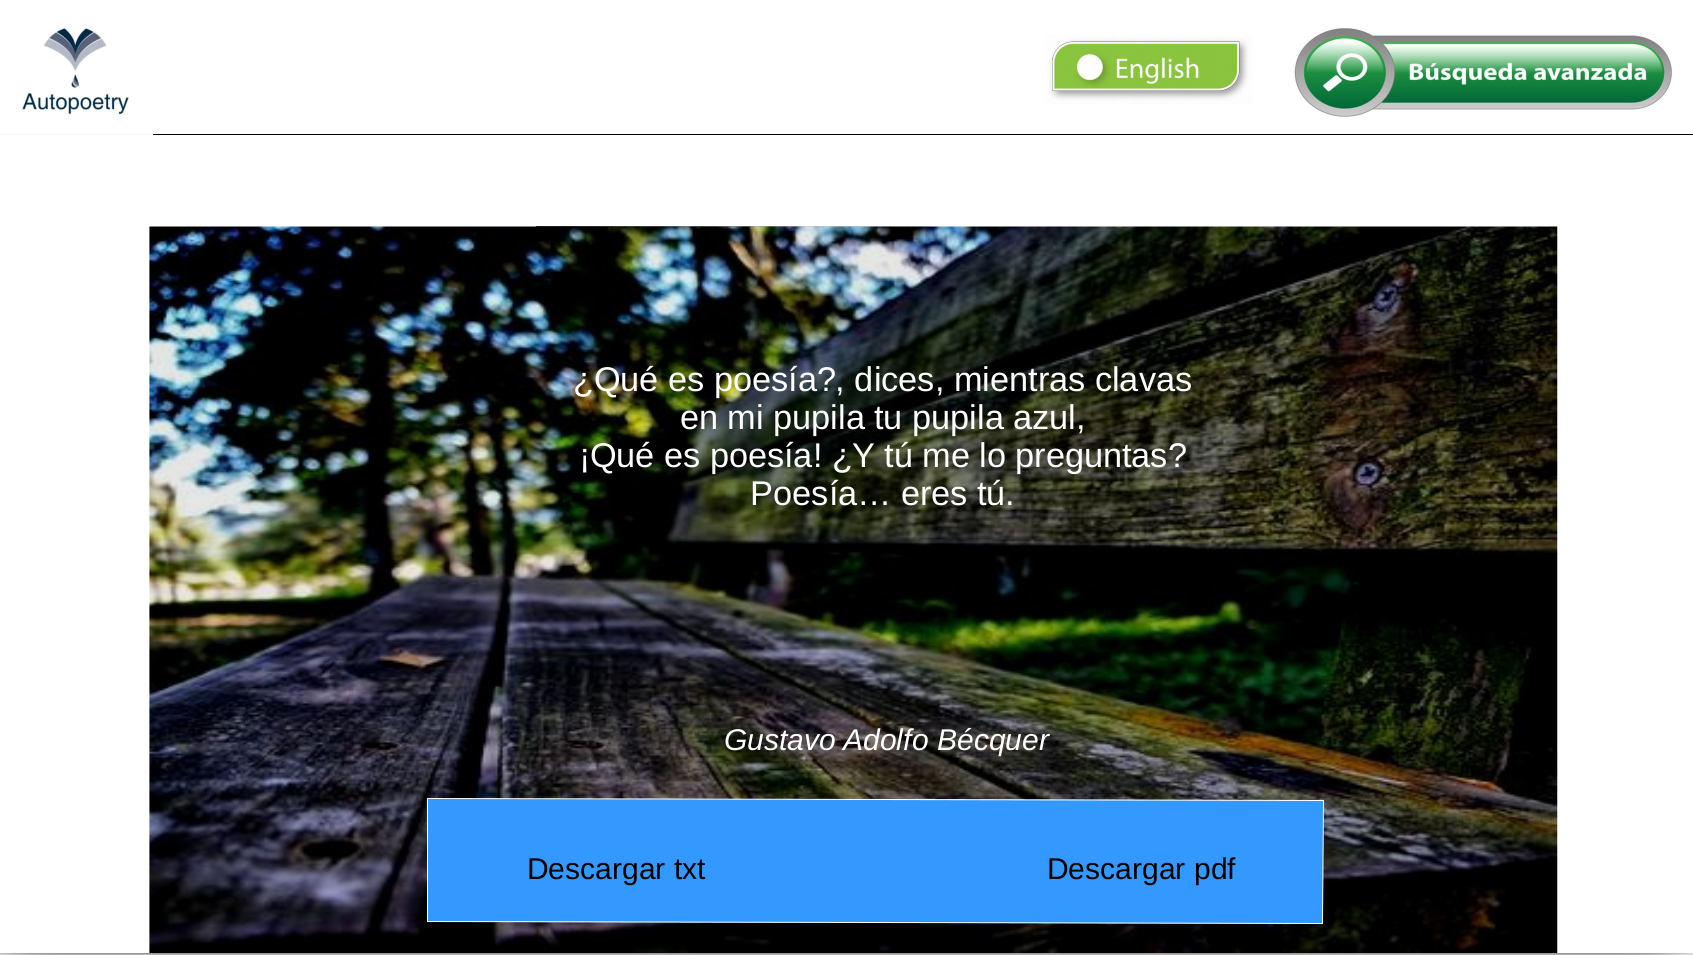 Autopoetry
English
Búsqueda avanzada
¿Qué es poesía?, dices, mientras clavas
en mi pupila tu pupila azul,
¡Qué es poesía! ¿Y tú me lo preguntas?
Poesía… eres tú.
Gustavo Adolfo Bécquer
Descargar txt
Descargar pdf